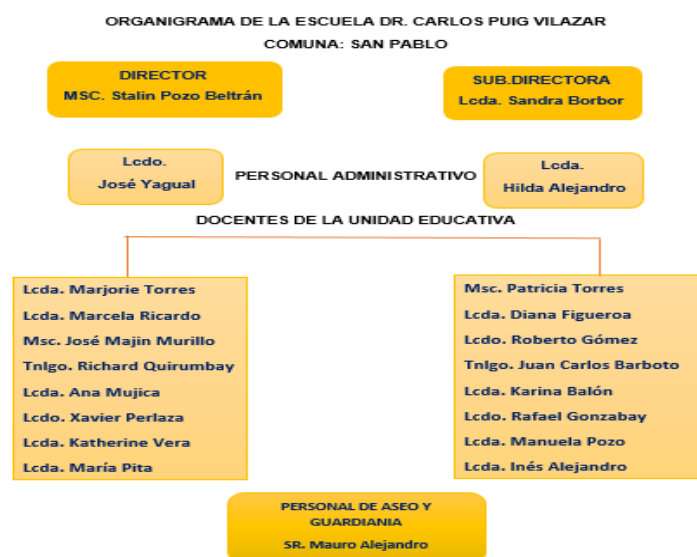 ORGANIGRAMA DE LA ESCUELA DR. CARLOS PUIG VILAZAR
COMUNA: SAN PABLO
DIRECTOR
MSC. Stalin Pozo Beltrán
SUB.DIRECTORA
Lcda. Sandra Borbor
Lcdo.
José Yagual
PERSONAL ADMINISTRATIVO
Lcda.
Hilda Alejandro
DOCENTES DE LA UNIDAD EDUCATIVA
Lcda. Marjorie Torres
Lcda. Marcela Ricardo
Msc. José Majin Murillo
Tnlgo. Richard Quirumbay
Lcda. Ana Mujica
Lcdo. Xavier Perlaza
Lcda. Katherine Vera
Lcda. María Pita
Msc. Patricia Torres
Lcda. Diana Figueroa
Lcdo. Roberto Gómez
Tnlgo. Juan Carlos Barboto
Lcda. Karina Balón
Lcdo. Rafael Gonzabay
Lcda. Manuela Pozo
Lcda. Inés Alejandro
PERSONAL DE ASEO Y
GUARDIANIA
SR. Mauro Alejandro